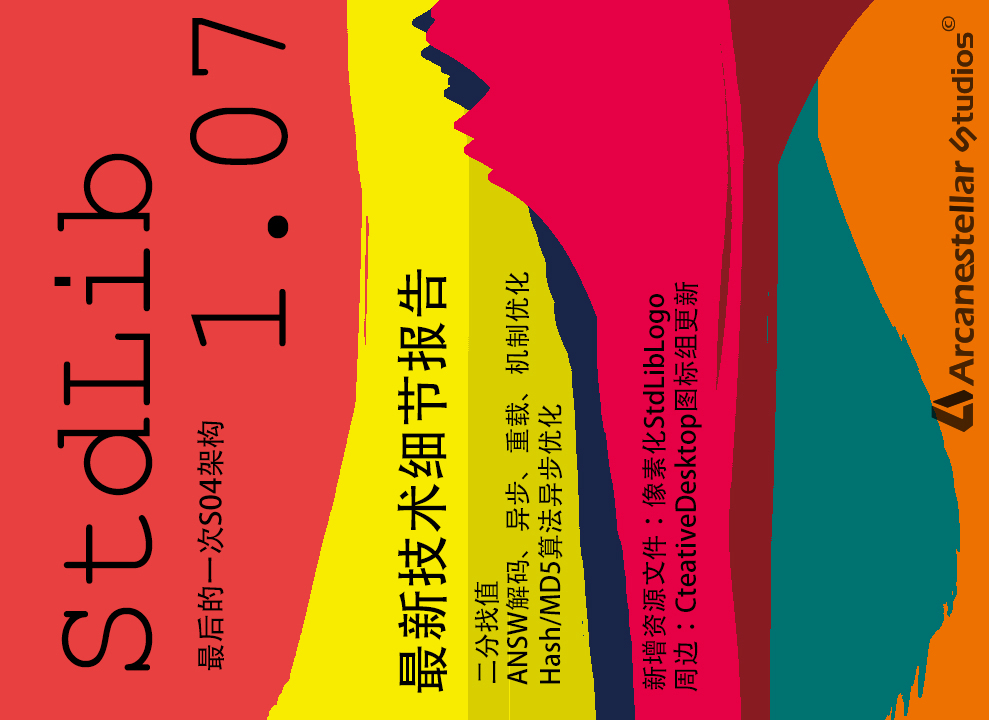 StdLib
最后的一次S04架构 1.07
最新技术细节报告
二分找值
ANSW解码、异步、重载、 机制优化
Hash/MD5算法异步优化
新增资源文件：像素化StdLibLogo
周边：CteativeDesktop图标组更新
Arcanestellar Studios©